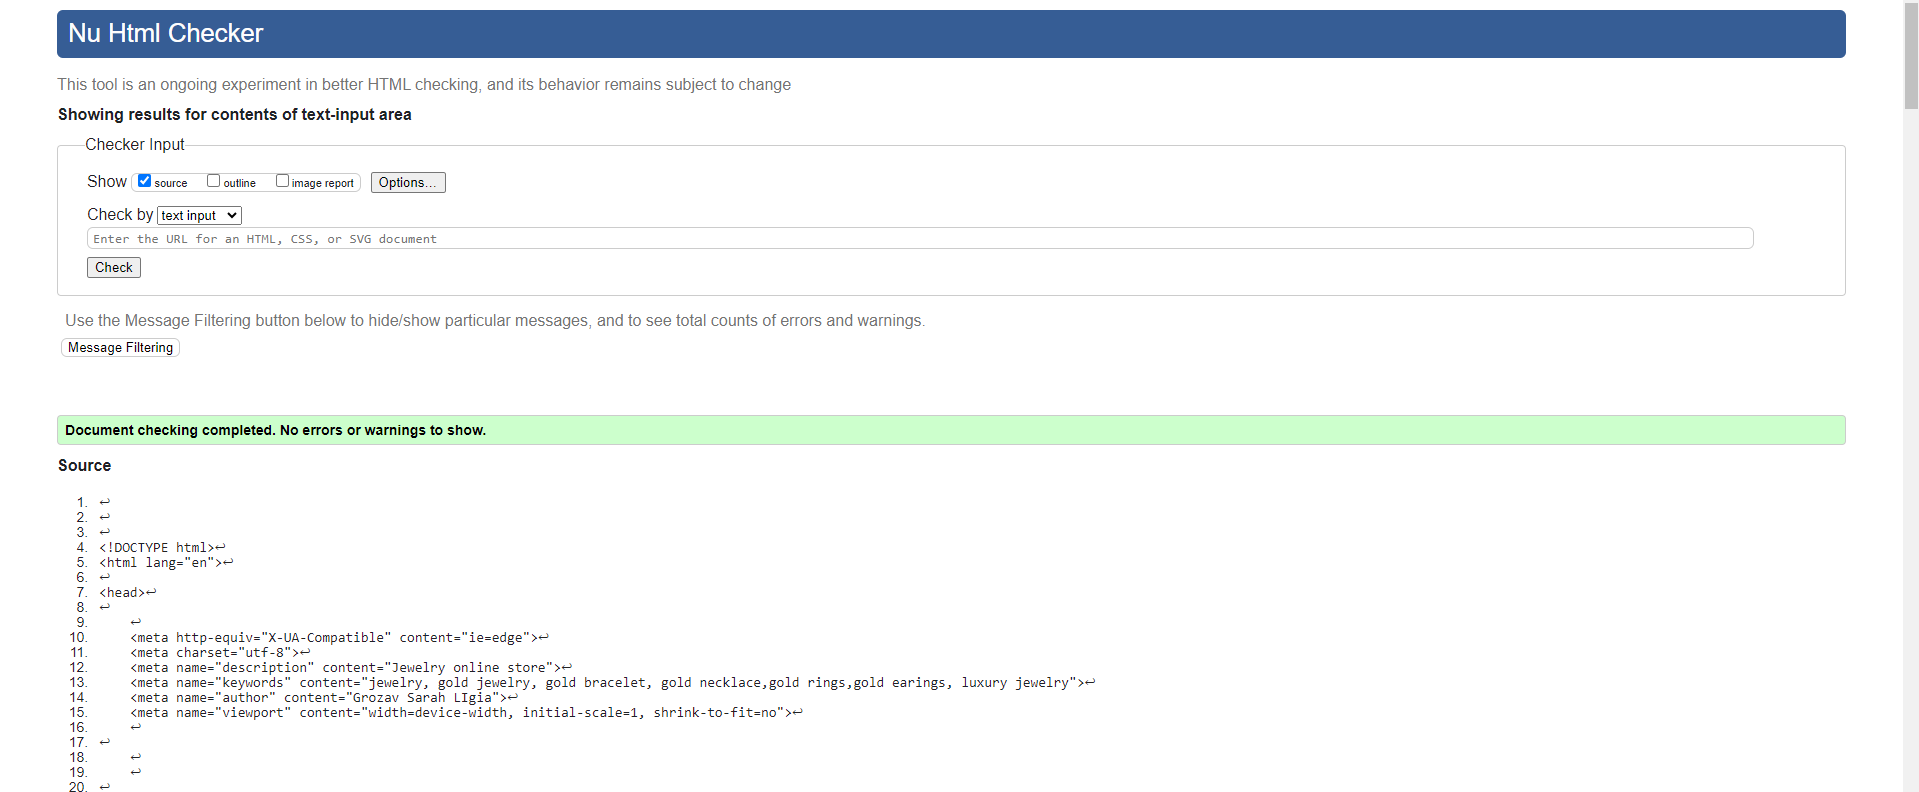 Nu Html Checker
This tool is an ongoing experiment in better HTML checking, and its behavior remains subject to change
Showing results for contents of text-input area
Checker Input
Show source outline image report Options...
Check by text input
Enter the URL for an HTML, CSS, or SVG document
Check
Use the Message Filtering button below to hide/show particular messages, and to see total counts of errors and warnings.
Message Filtering
Document checking completed. No errors or warnings to show.
Source
1. ↩
2. ↩
3. ↩
4. <!DOCTYPE html>↩
5. <html lang="en">↩
6. ↩
7. <head>↩
8. ↩
9. ↩
10. <meta http-equiv="X-UA-Compatible" content="ie=edge">↩
11. <meta charset="utf-8">↩
12. <meta name="description" content="Jewelry online store">↩
13. <meta name="keywords" content="jewelry, gold jewelry, gold bracelet, gold necklace,gold rings,gold earings, luxury jewelry">↩
14. <meta name="author" content="Grozav Sarah LIgia">↩
15. <meta name="viewport" content="width=device-width, initial-scale=1, shrink-to-fit=no">↩
16. ↩
17. ↩
18. ↩
19. ↩
20. ↩